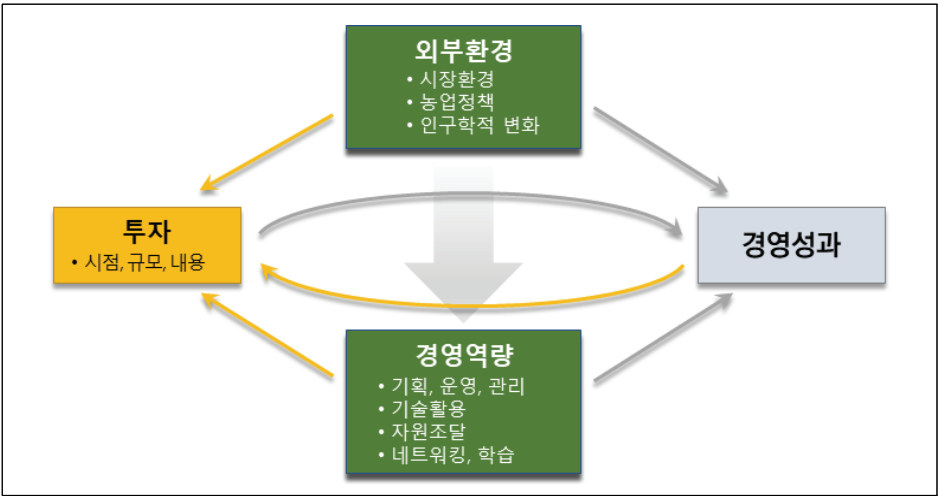 외부환경
• 시장환경
• 농업정책
• 인구학적 변화
투자
• 시점, 규모, 내용
경영성과
경영역량
• 기획, 운영, 관리
• 기술활용
• 자원조달
• 네트워킹, 학습